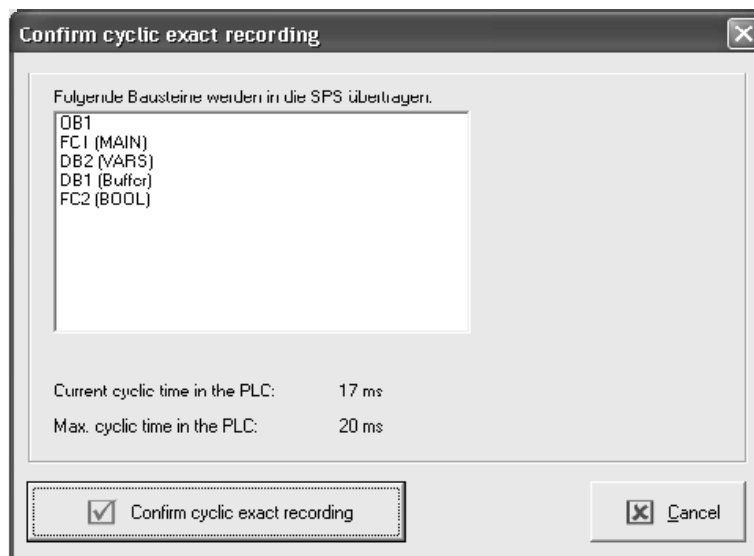 Confirm cyclic exact recording
Folgende Bausteine werden in die SPS übertragen:
OB1
FC1 (MAIN)
DB2 (VARS)
DB1 (Buffer)
FC2 (BOOL)
Current cyclic time in the PLC: 17 ms
Max. cyclic time in the PLC: 20 ms
Confirm cyclic exact recording
Cancel